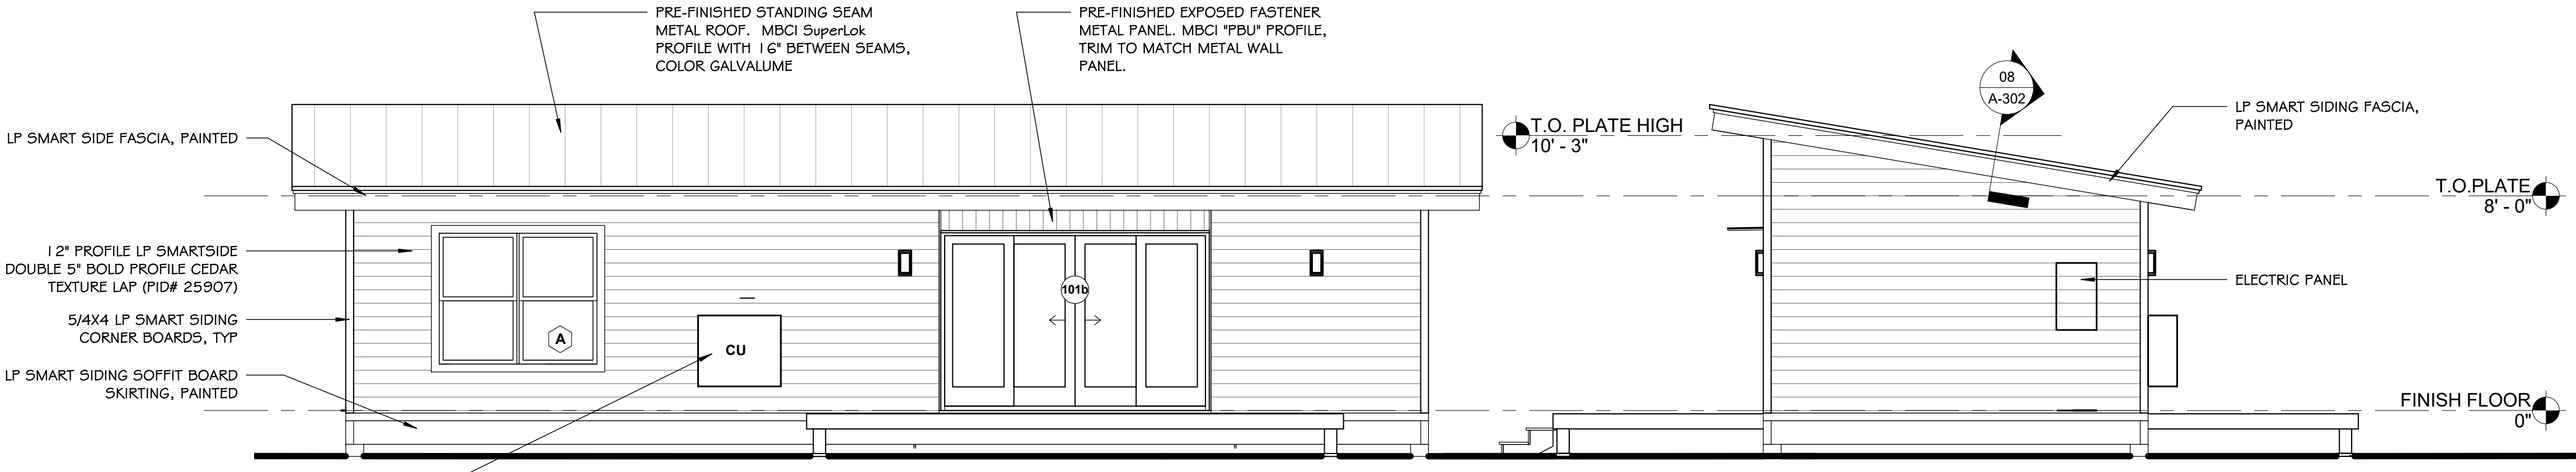 PRE-FINISHED STANDING SEAM
METAL ROOF. MBCI SuperLok
PROFILE WITH 16" BETWEEN SEAMS,
COLOR GALVALUME
PRE-FINISHED EXPOSED FASTENER
METAL PANEL. MBCI "PBU" PROFILE,
TRIM TO MATCH METAL WALL
PANEL.
LP SMART SIDE FASCIA, PAINTED
12" PROFILE LP SMARTSIDE
DOUBLE 5" BOLD PROFILE CEDAR
TEXTURE LAP (PID# 25907)
5/4X4 LP SMART SIDING
CORNER BOARDS, TYP
LP SMART SIDING SOFFIT BOARD
SKIRTING, PAINTED
A
CU
101b
T.O. PLATE HIGH
10' - 3"
08
A-302
LP SMART SIDING FASCIA,
PAINTED
T.O.PLATE
8' - 0"
ELECTRIC PANEL
FINISH FLOOR
0"